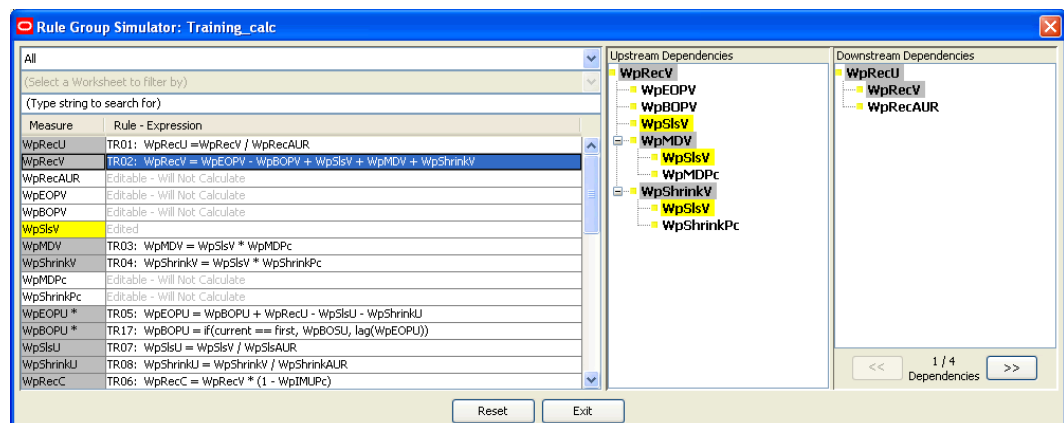 Rule Group Simulator: Training_calc
All
(Select a Worksheet to filter by)
(Type string to search for)
Measure Rule - Expression
WpRecU TR01: WpRecU =WpRecV / WpRecAUR
WpRecV TR02: WpRecV = WpEOPV - WpBOPV + WpSlsV + WpMDV + WpShrinkV
WpRecAUR Editable - Will Not Calculate
WpEOPV Editable - Will Not Calculate
WpBOPV Editable - Will Not Calculate
WpSlsV Edited
WpMDV TR03: WpMDV = WpSlsV * WpMDPc
WpShrinkV TR04: WpShrinkV = WpSlsV * WpShrinkPc
WpMDPc Editable - Will Not Calculate
WpShrinkPc Editable - Will Not Calculate
WpEOPU * TR05: WpEOPU = WpBOPU + WpRecU - WpSlsU - WpShrinkU
WpBOPU * TR17: WpBOPU = if(current == first, WpBOSU, lag(WpEOPU))
WpSlsU TR07: WpSlsU = WpSlsV / WpSlsAUR
WpShrinkU TR08: WpShrinkU = WpShrinkV / WpShrinkAUR
WpRecC TR06: WpRecC = WpRecV * (1 - WpIMUPc)
Upstream Dependencies
WpRecV
WpEOPV
WpBOPV
WpSlsV
WpMDV
WpSlsV
WpMDPc
WpShrinkV
WpSlsV
WpShrinkPc
Downstream Dependencies
WpRecU
WpRecV
WpRecAUR
<< 1 / 4 >>
Dependencies
Reset Exit